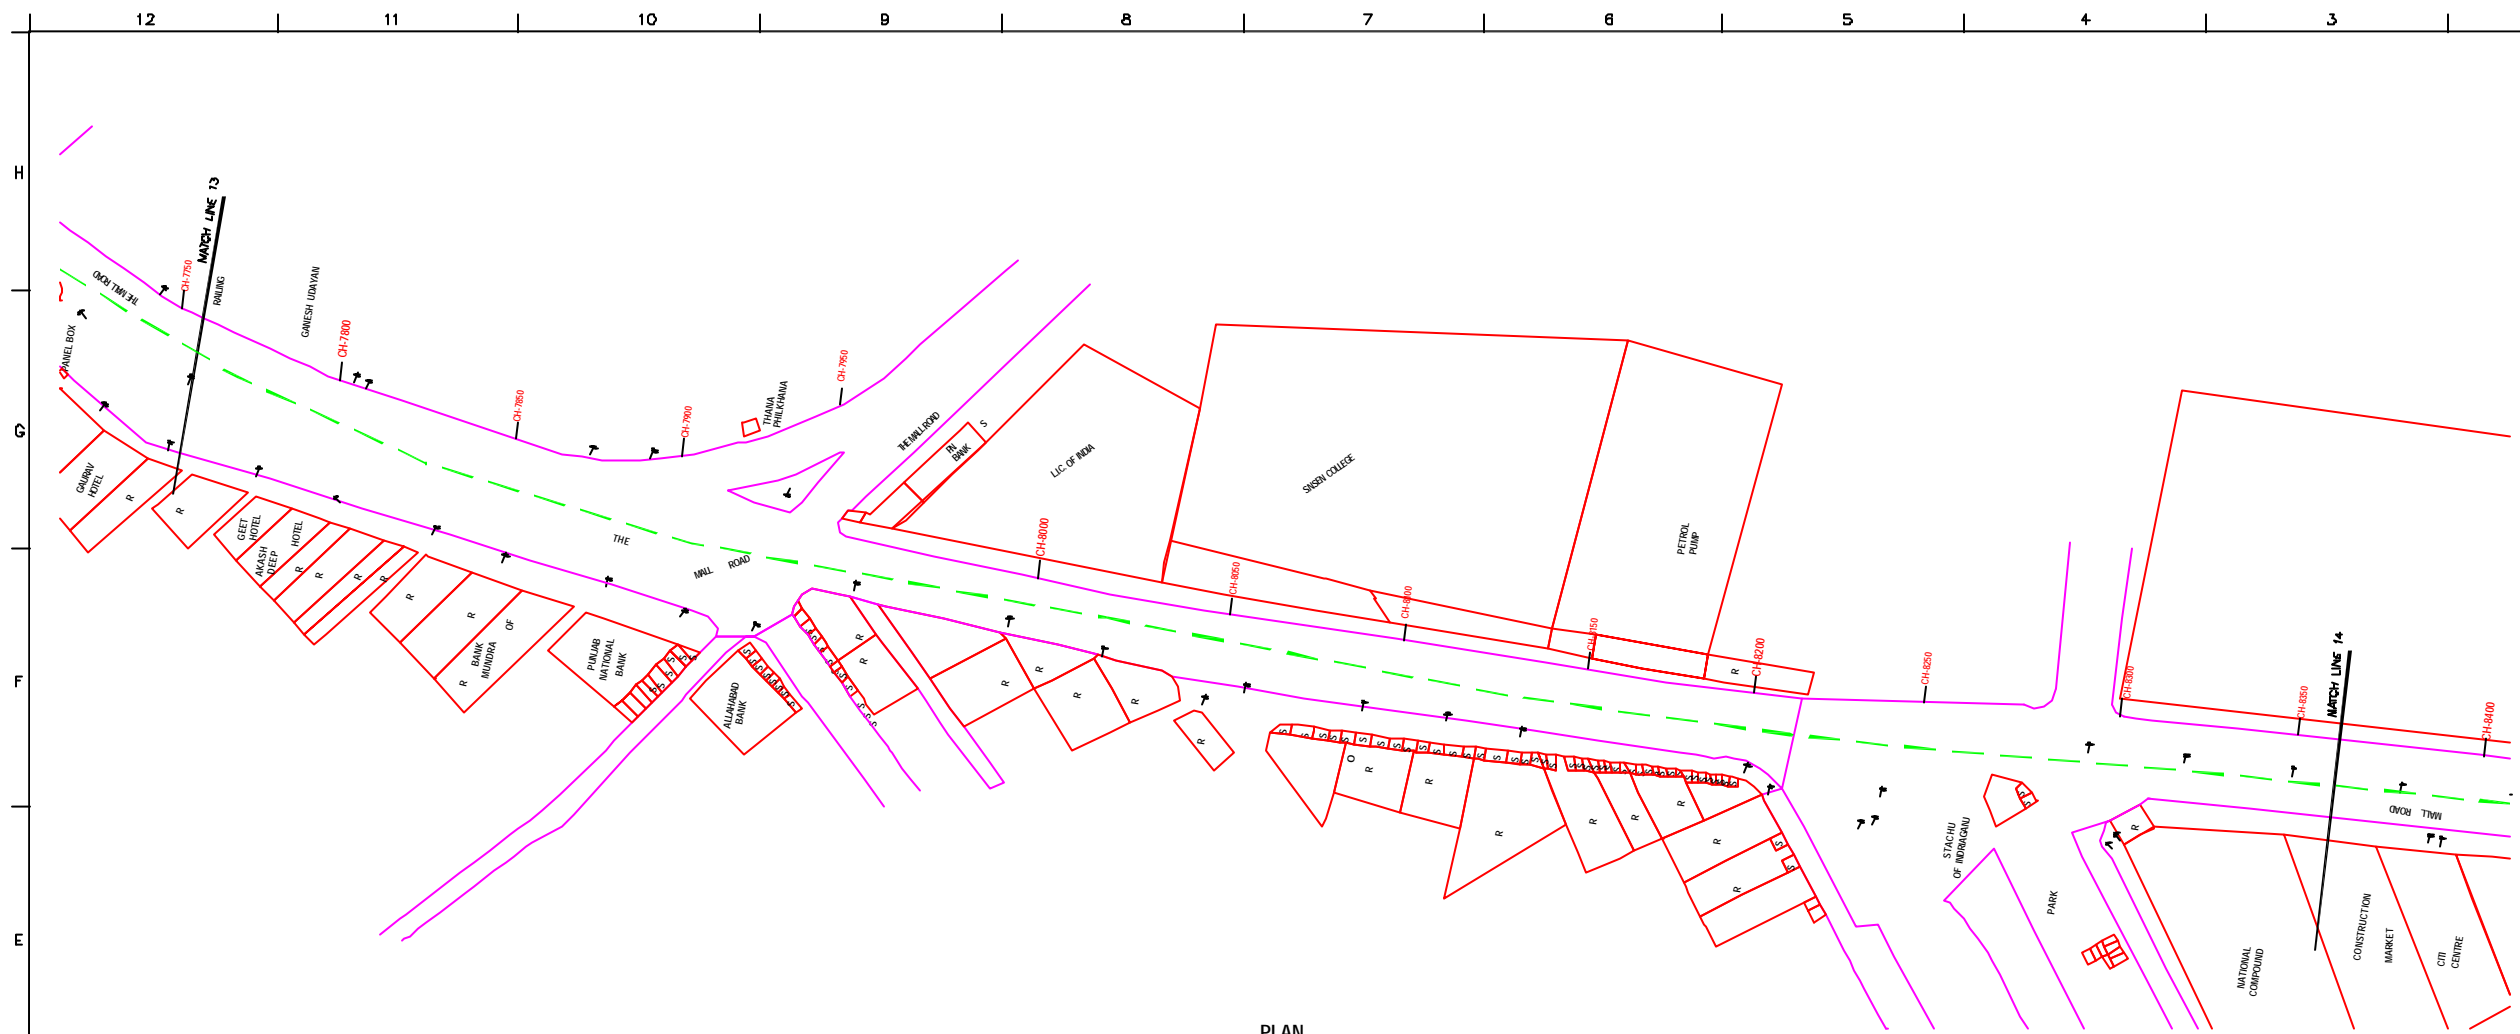 12 11 10 9 8 7 6 5 4 3
H
G
F
E
MATCH LINE 13
THE MALL ROAD
CH-7750
RAILING
GANESH UDAYAN
CH-7800
PANEL BOX
CH-7850
CH-7900
THANA
PHILKHANA
CH-7950
THE MALL ROAD
PN
BANK
S
L.I.C. OF INDIA
SNSEN COLLEGE
PETROL
PUMP
GAURAV
HOTEL
R
R
GEET
HOTEL
AKASH
DEEP
HOTEL
R
R
R
R
THE
MALL ROAD
CH-8000
CH-8050
CH-8100
CH-8150
R
CH-8200
CH-8250
CH-8300
CH-8350
MATCH LINE 14
CH-8400
R
R
R
BANK OF
MUNDRA
PUNJAB
NATIONAL
BANK
S S S S S S
ALLAHABAD
BANK
S S S S S S S S
S S S S S S S S
R
R
R
R
R
R
R
S S S S S S S S S S S S S S S S S S S S S S S S S S S S S S
O
R
R
R
R
R
R
R
R
S
S
STACHU
OF INDRAGANJ
S
S
PARK
R
MALL ROAD
NATIONAL
COMPOUND
CONSTRUCTION
MARKET
CITI
CENTRE
PLAN